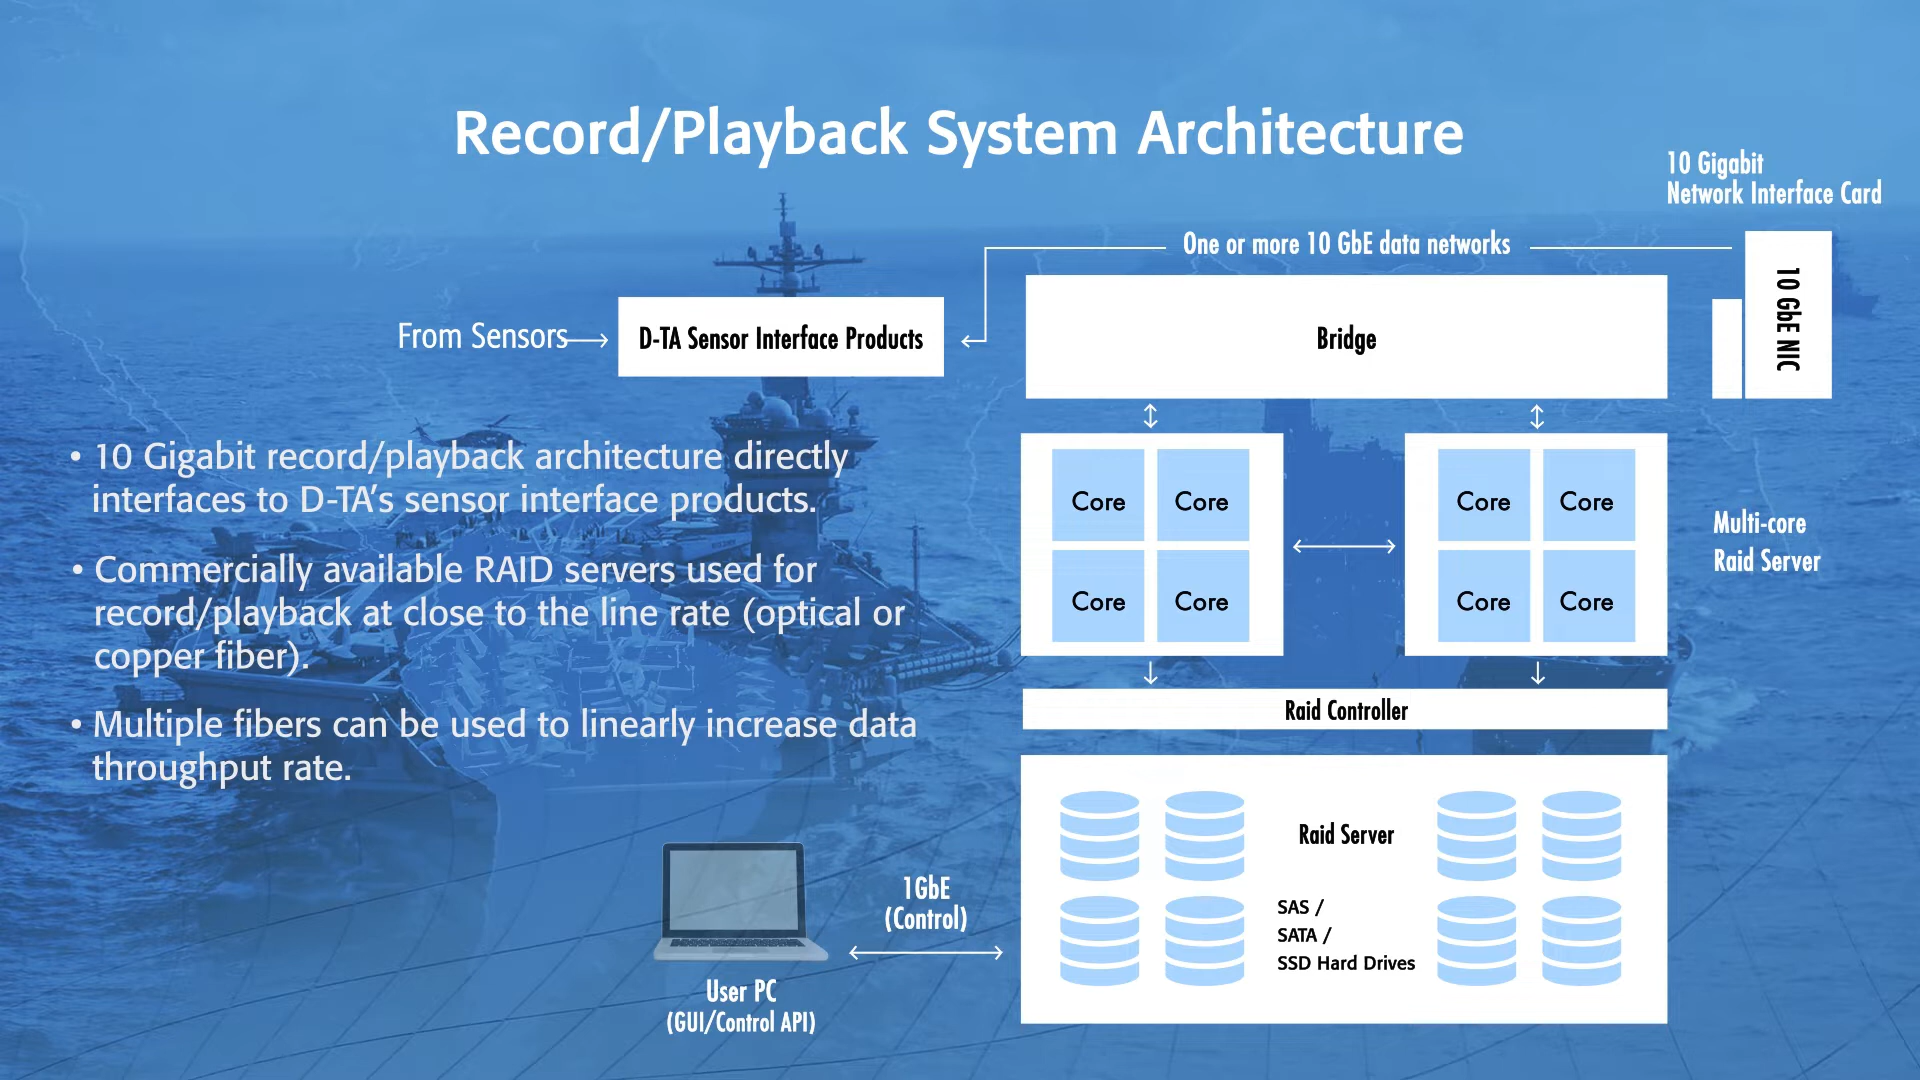 Record/Playback System Architecture
10 Gigabit
Network Interface Card
One or more 10 GbE data networks
10 GbE NIC
From Sensors
D-TA Sensor Interface Products
Bridge
• 10 Gigabit record/playback architecture directly
interfaces to D-TA’s sensor interface products.
• Commercially available RAID servers used for
record/playback at close to the line rate (optical or
copper fiber).
• Multiple fibers can be used to linearly increase data
throughput rate.
Core Core Core Core
Core Core Core Core
Multi-core
Raid Server
Raid Controller
Raid Server
SAS /
SATA /
SSD Hard Drives
1GbE
(Control)
User PC
(GUI/Control API)